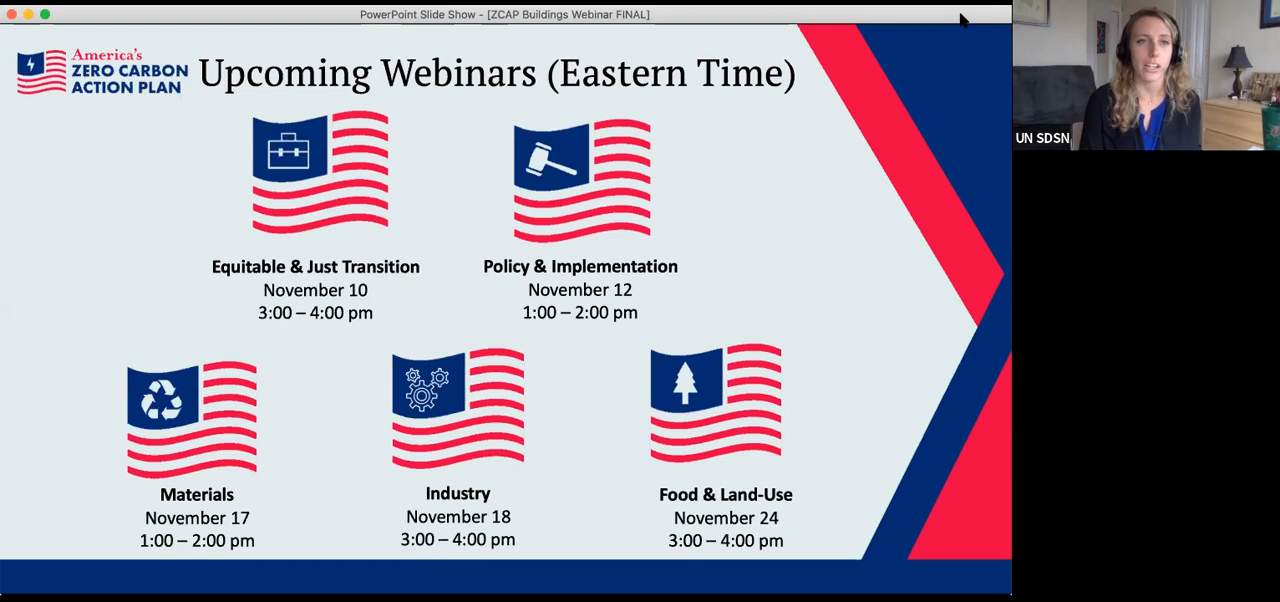 PowerPoint Slide Show - [ZCAP Buildings Webinar FINAL]
America's
ZERO CARBON
ACTION PLAN
Upcoming Webinars (Eastern Time)
UN SDSN
Equitable & Just Transition
November 10
3:00 – 4:00 pm
Policy & Implementation
November 12
1:00 – 2:00 pm
Materials
November 17
1:00 – 2:00 pm
Industry
November 18
3:00 – 4:00 pm
Food & Land-Use
November 24
3:00 – 4:00 pm